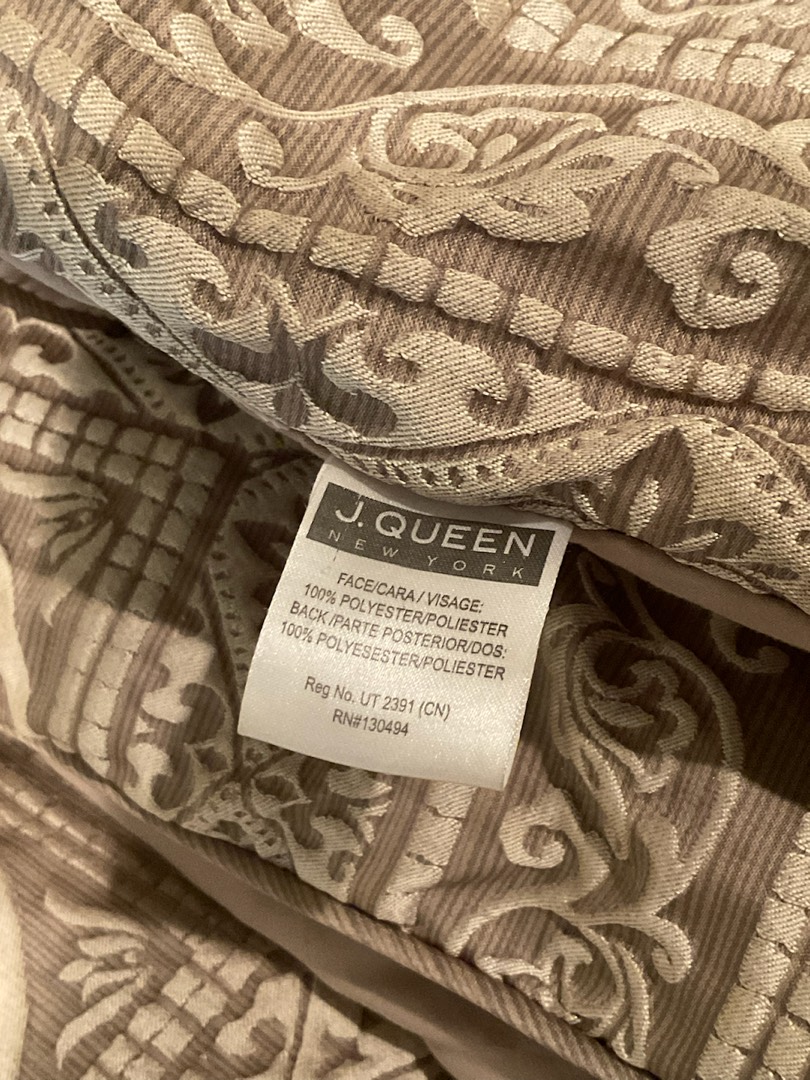 J. QUEEN
NEW YORK
FACE/CARA / VISAGE:
100% POLYESTER/POLIESTER
BACK /PARTE POSTERIOR/DOS:
100% POLYESESTER/POLIESTER
Reg No. UT 2391 (CN)
RN#130494